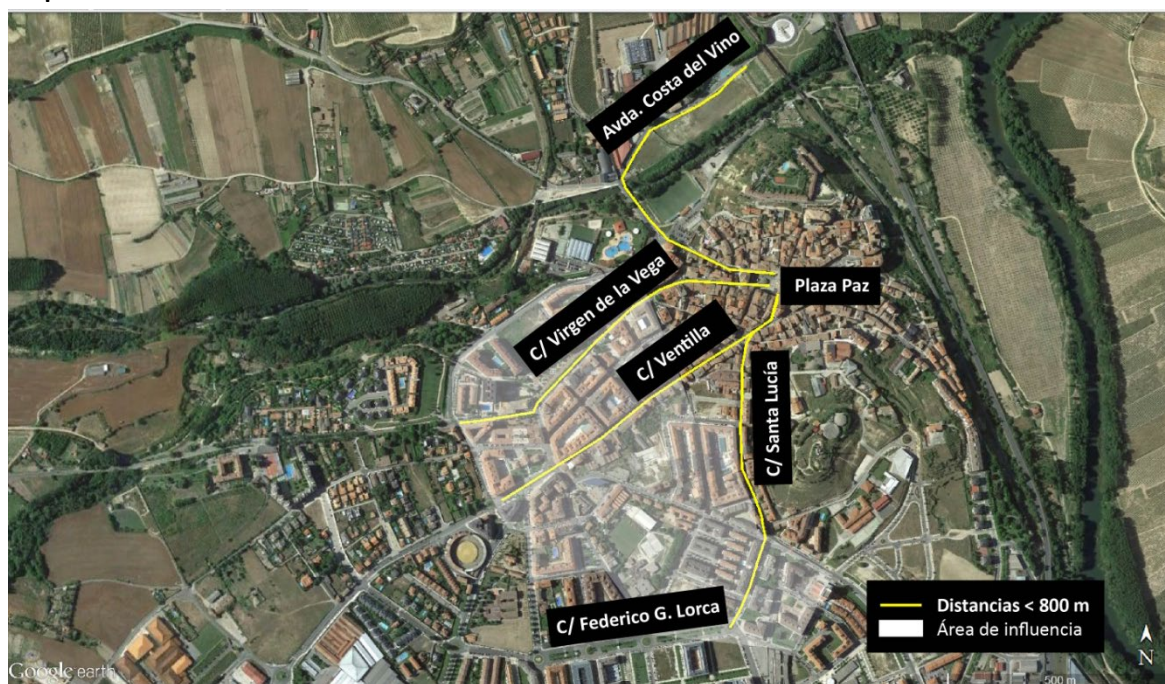 Avda. Costa del Vino
Plaza Paz
C/ Virgen de la Vega
C/ Ventilla
C/ Santa Lucía
C/ Federico G. Lorca
Distancias < 800 m
Área de influencia
N
Google earth
500 m